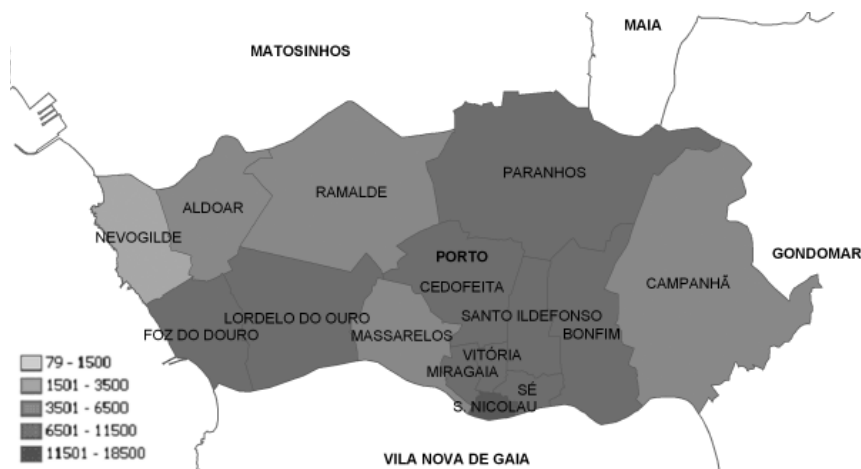 MAIA
MATOSINHOS
PARANHOS
RAMALDE
ALDOAR
NEVOGILDE
GONDOMAR
PORTO
CEDOFEITA
CAMPANHÃ
LORDELO DO OURO
SANTO ILDEFONSO
FOZ DO DOURO
MASSARELOS
BONFIM
VITÓRIA
MIRAGAIA
SÉ
S. NICOLAU
79 - 1500
1501 - 3500
3501 - 6500
6501 - 11500
11501 - 18500
VILA NOVA DE GAIA